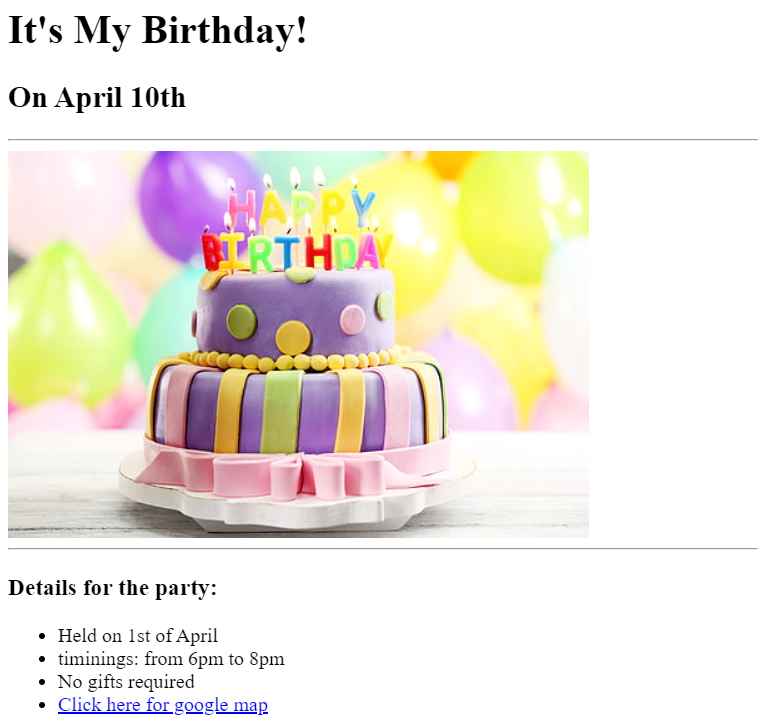 It's My Birthday!
On April 10th
HAPPY
BIRTHDAY
Details for the party:
Held on 1st of April
timinings: from 6pm to 8pm
No gifts required
Click here for google map